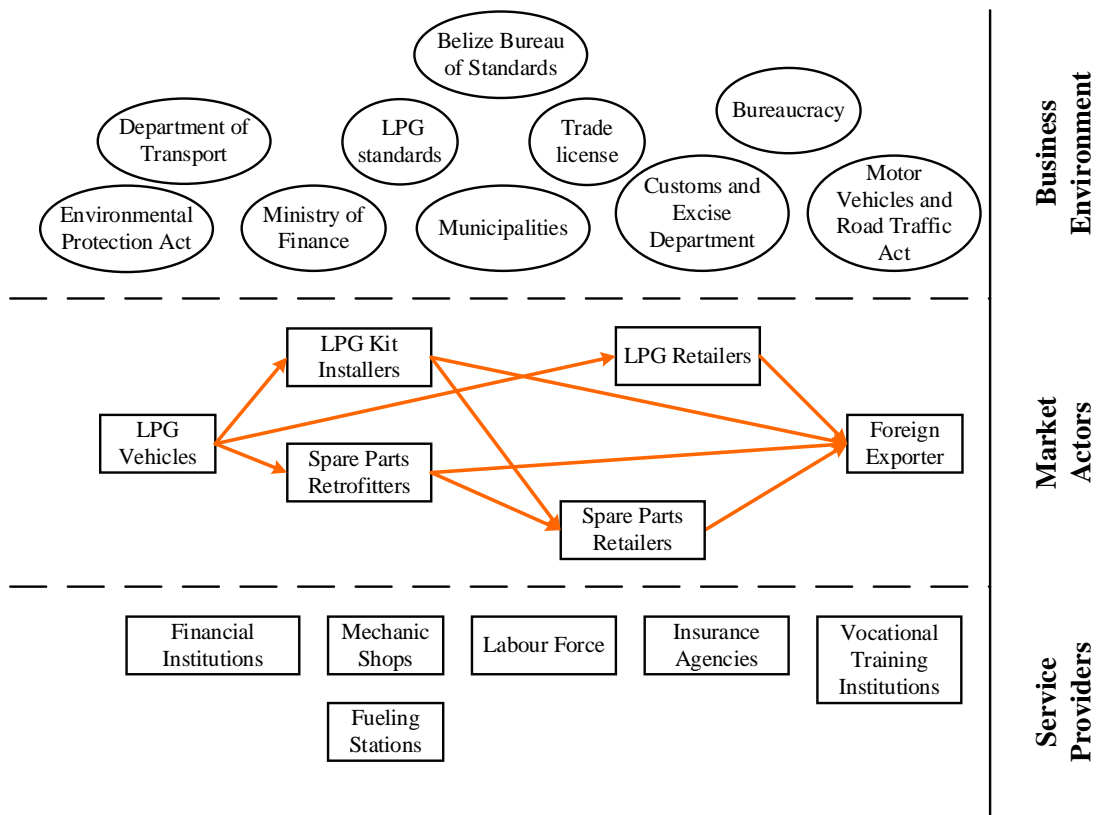 Belize Bureau
of Standards
Bureaucracy
Department of
Transport
LPG
standards
Trade
license
Environmental
Protection Act
Ministry of
Finance
Municipalities
Customs and
Excise
Department
Motor
Vehicles and
Road Traffic
Act
Business
Environment
LPG Kit
Installers
LPG Retailers
LPG
Vehicles
Spare Parts
Retrofitters
Foreign
Exporter
Spare Parts
Retailers
Market
Actors
Financial
Institutions
Mechanic
Shops
Labour Force
Insurance
Agencies
Vocational
Training
Institutions
Fueling
Stations
Service
Providers